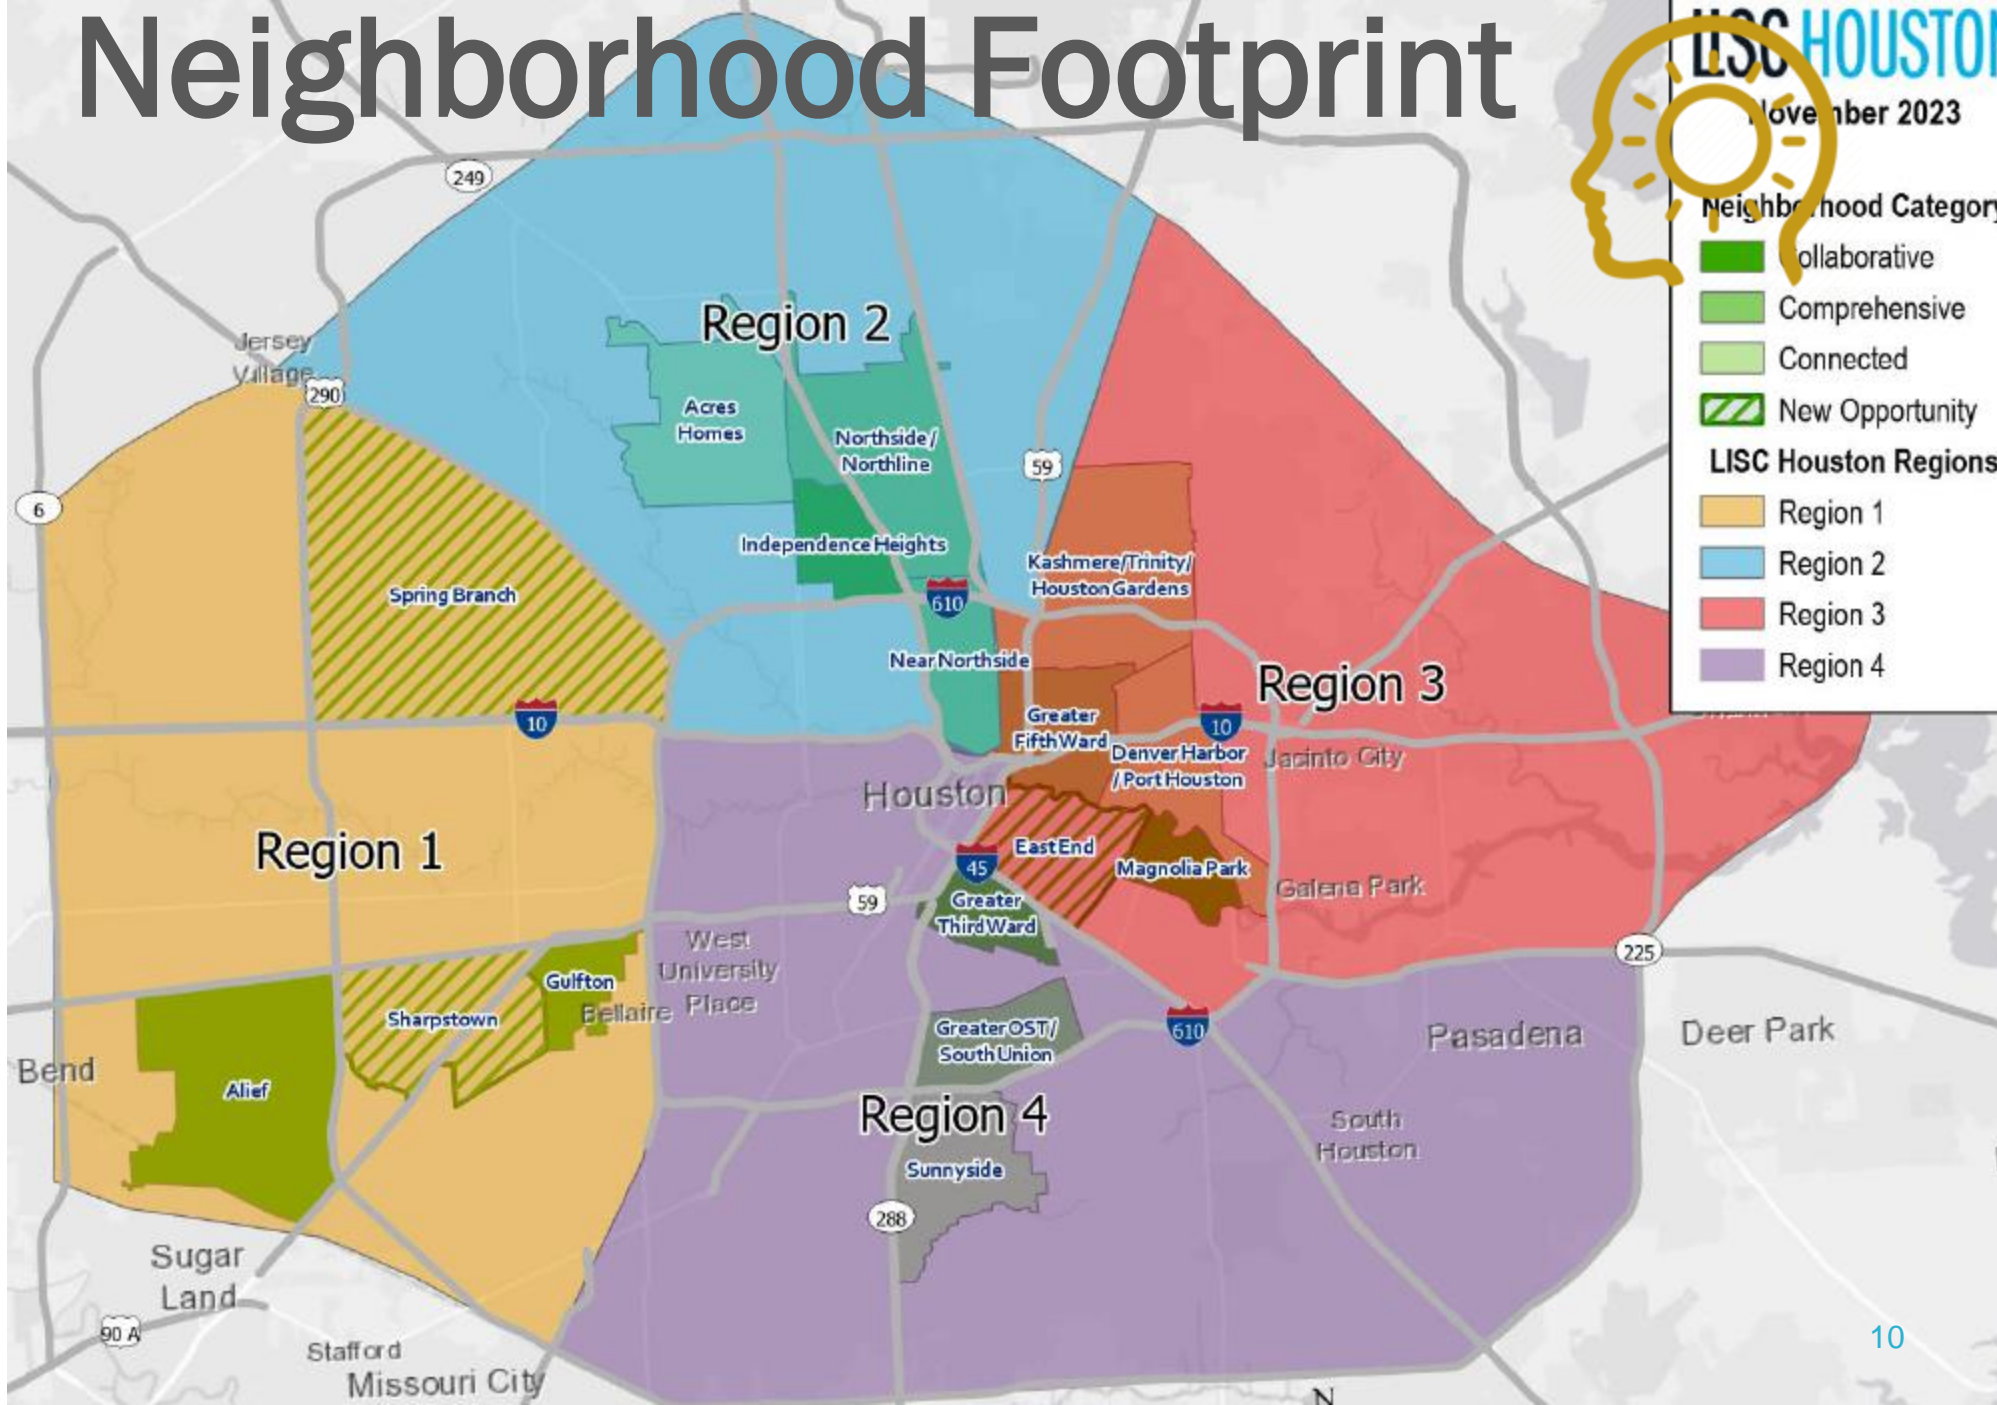 Neighborhood Footprint
LISC HOUSTON
November 2023
Neighborhood Category
Collaborative
Comprehensive
Connected
New Opportunity
LISC Houston Regions
Region 1
Region 2
Region 3
Region 4
249
Jersey
Village
290
6
Region 2
Acres
Homes
Northside/
Northline
59
Independence Heights
Kashmere/Trinity/
Houston Gardens
610
Spring Branch
Near Northside
Region 3
10
Greater
Fifth Ward
10
Denver Harbor
/Port Houston
Jacinto City
Houston
Region 1
East End
45
Magnolia Park
Galena Park
59
Greater
Third Ward
West
University
Place
225
Gulfton
Bellaire
Sharpstown
Greater OST/
South Union
610
Pasadena
Deer Park
Bend
Alief
Region 4
South
Houston
Sunnyside
288
Sugar
Land
90 A
Stafford
Missouri City
N
10